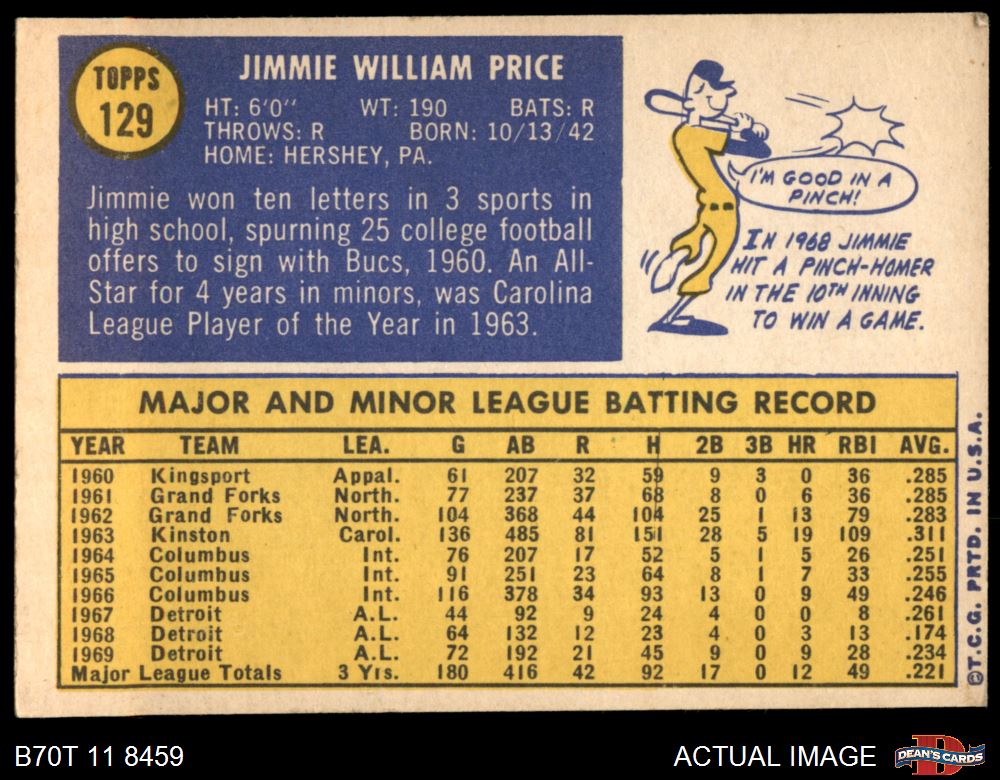 TOPPS
129
JIMMIE WILLIAM PRICE
HT: 6'0" WT: 190 BATS: R
THROWS: R BORN: 10/13/42
HOME: HERSHEY, PA.
Jimmie won ten letters in 3 sports in
high school, spurning 25 college football
offers to sign with Bucs, 1960. An All-
Star for 4 years in minors, was Carolina
League Player of the Year in 1963.
I'M GOOD IN A
PINCH!
IN 1968 JIMMIE
HIT A PINCH-HOMER
IN THE 10TH INNING
TO WIN A GAME.
MAJOR AND MINOR LEAGUE BATTING RECORD
YEAR TEAM LEA. G AB R H 2B 3B HR RBI AVG.
1960 Kingsport Appal. 61 207 32 59 9 3 0 36 .285
1961 Grand Forks North. 77 237 37 68 8 0 6 36 .285
1962 Grand Forks North. 104 368 44 104 25 1 13 79 .283
1963 Kinston Carol. 136 485 81 151 28 5 19 109 .311
1964 Columbus Int. 76 207 17 52 5 1 5 26 .251
1965 Columbus Int. 91 251 23 64 8 1 7 33 .255
1966 Columbus Int. 116 378 34 93 13 0 9 49 .246
1967 Detroit A.L. 44 92 9 24 4 0 0 8 .261
1968 Detroit A.L. 64 132 12 23 4 0 3 13 .174
1969 Detroit A.L. 72 192 21 45 9 0 9 28 .234
Major League Totals 3 Yrs. 180 416 42 92 17 0 12 49 .221
©T.C.G. PRTD. IN U.S.A.
B70T 11 8459
ACTUAL IMAGE
DEAN'S CARDS